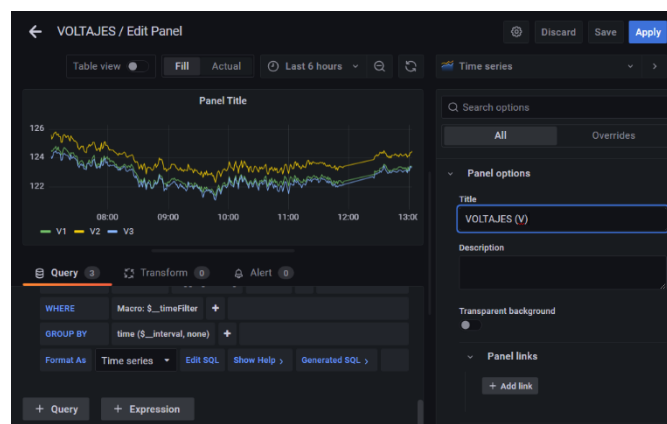 VOLTAJES / Edit Panel
Discard Save Apply
Table view Fill Actual Last 6 hours
Time series
Panel Title
126
124
122
08:00 09:00 10:00 11:00 12:00 13:00
V1 V2 V3
Query 3 Transform 0 Alert 0
WHERE Macro: $__timeFilter +
GROUP BY time ($__interval, none) +
Format As Time series Edit SQL Show Help > Generated SQL >
+ Query + Expression
Search options
All Overrides
Panel options
Title
VOLTAJES (V)
Description
Transparent background
Panel links
+ Add link